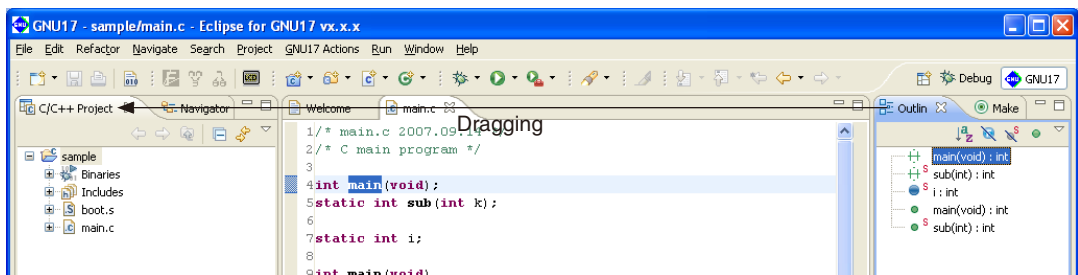 GNU17 - sample/main.c - Eclipse for GNU17 vx.x.x
File Edit Refactor Navigate Search Project GNU17 Actions Run Window Help
Debug GNU17
C/C++ Project Navigator Welcome main.c Outlin Make
Dragging
sample
Binaries
Includes
boot.s
main.c
1/* main.c 2007.09.14
2/* C main program */
3
4int main(void);
5static int sub(int k);
6
7static int i;
8
9int main(void)
main(void) : int
sub(int) : int
i : int
main(void) : int
sub(int) : int